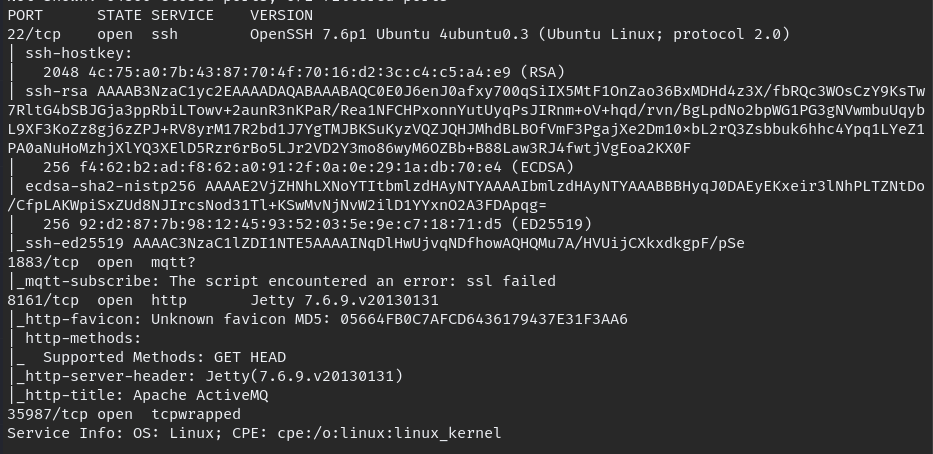 PORT      STATE SERVICE    VERSION
22/tcp    open  ssh        OpenSSH 7.6p1 Ubuntu 4ubuntu0.3 (Ubuntu Linux; protocol 2.0)
| ssh-hostkey:
|   2048 4c:75:a0:7b:43:87:70:4f:70:16:d2:3c:c4:c5:a4:e9 (RSA)
| ssh-rsa AAAAB3NzaC1yc2EAAAADAQABAAABAQC0E0J6enJ0afxy700qSiIX5MtF1OnZao36BxMDHd4z3X/fbRQc3WOsCzY9KsTw
7RltG4bSBJGja3ppRbiLTowv+2aunR3nKPaR/Rea1NFCHPxonnYutUyqPsJIRnm+oV+hqd/rvn/BgLpdNo2bpWG1PG3gNVwmbuUqyb
L9XF3KoZz8gj6zZPJ+RV8yrM17R2bd1J7YgTMJBKSuKyzVQZJQHJMhdBLBOfVmF3PgajXe2Dm10×bL2rQ3Zsbbuk6hhc4Ypq1LYeZ1
PA0aNuHoMzhjXlYQ3XElD5Rzr6rBo5LJr2VD2Y3mo86wyM6OZBb+B88Law3RJ4fwtjVgEoa2KX0F
|   256 f4:62:b2:ad:f8:62:a0:91:2f:0a:0e:29:1a:db:70:e4 (ECDSA)
| ecdsa-sha2-nistp256 AAAAE2VjZHNhLXNoYTItbmlzdHAyNTYAAAAIbmlzdHAyNTYAAABBBHyqJ0DAEyEKxeir3lNhPLTZNtDo
/CfpLAKWpiSxZUd8NJIrcsNod31Tl+KSwMvNjNvW2ilD1YYxnO2A3FDApqg=
|   256 92:d2:87:7b:98:12:45:93:52:03:5e:9e:c7:18:71:d5 (ED25519)
|_ssh-ed25519 AAAAC3NzaC1lZDI1NTE5AAAAINqDlHwUjvqNDfhowAQHQMu7A/HVUijCXkxdkgpF/pSe
1883/tcp  open  mqtt?
|_mqtt-subscribe: The script encountered an error: ssl failed
8161/tcp  open  http       Jetty 7.6.9.v20130131
|_http-favicon: Unknown favicon MD5: 05664FB0C7AFCD6436179437E31F3AA6
| http-methods:
|_  Supported Methods: GET HEAD
|_http-server-header: Jetty(7.6.9.v20130131)
|_http-title: Apache ActiveMQ
35987/tcp open  tcpwrapped
Service Info: OS: Linux; CPE: cpe:/o:linux:linux_kernel